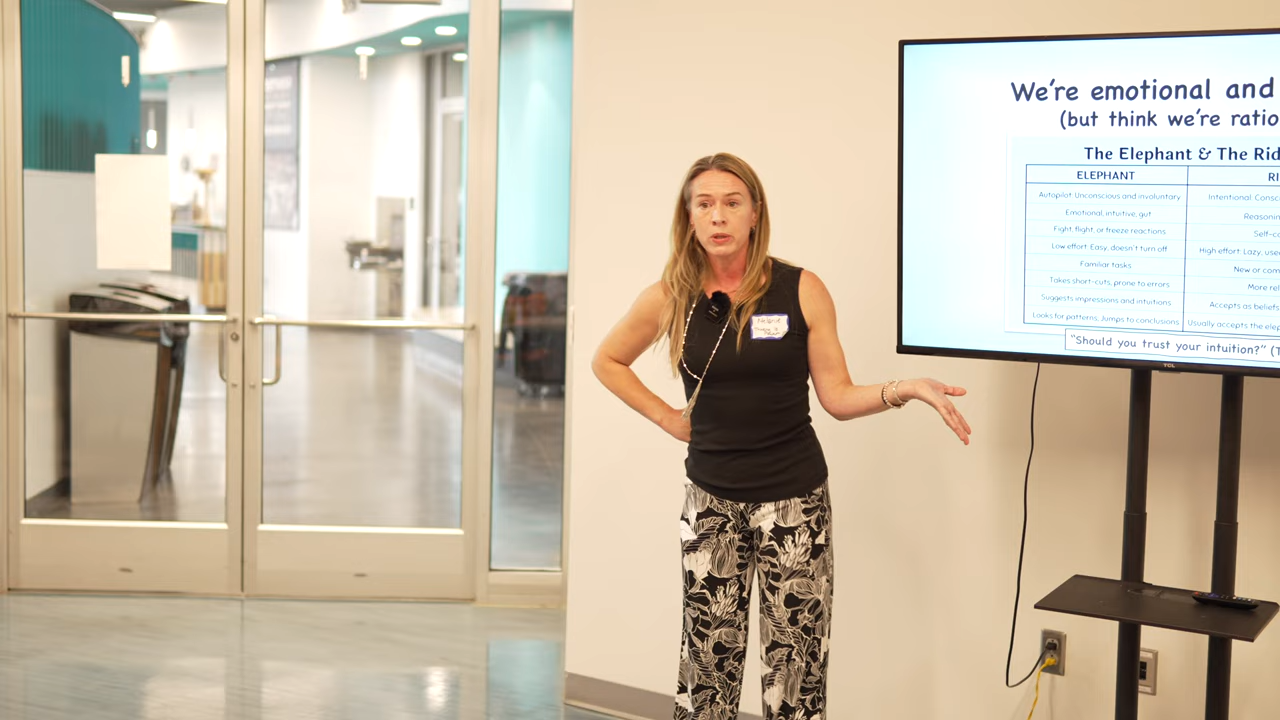 We're emotional and
(but think we're ratio
The Elephant & The Rid
ELEPHANT
RI
Autopilot. Unconscious and involuntary
Intentional. Consc
Emotional, intuitive, gut
Reasonin
Fight, flight, or freeze reactions
Self-co
Low effort. Easy, doesn't turn off
High effort. Lazy, use
Familiar tasks
New or com
Takes short-cuts, prone to errors
More rel
Suggests impressions and intuitions
Accepts as beliefs
Looks for patterns, Jumps to conclusions
Usually accepts the elep
"Should you trust your intuition?" (T
TCL